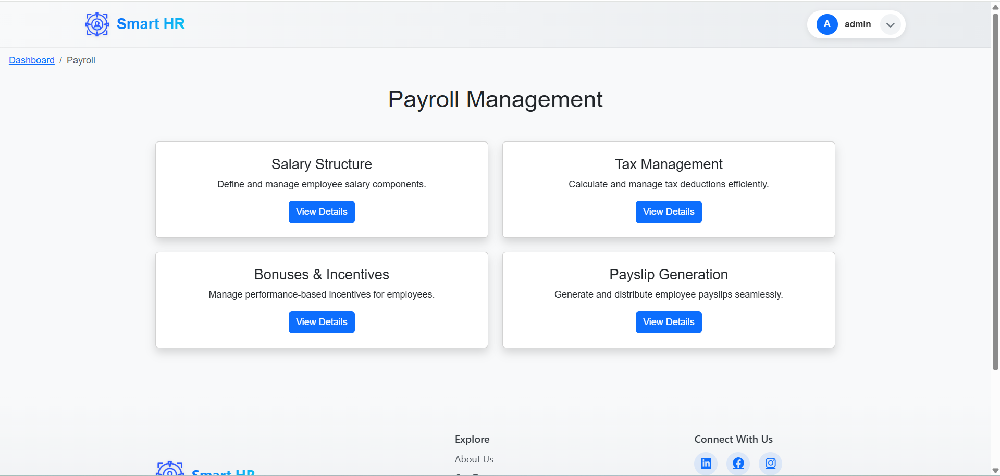 Smart HR
A admin
Dashboard / Payroll
Payroll Management
Salary Structure
Define and manage employee salary components.
View Details
Tax Management
Calculate and manage tax deductions efficiently.
View Details
Bonuses & Incentives
Manage performance-based incentives for employees.
View Details
Payslip Generation
Generate and distribute employee payslips seamlessly.
View Details
Smart HR
Explore
About Us
Connect With Us